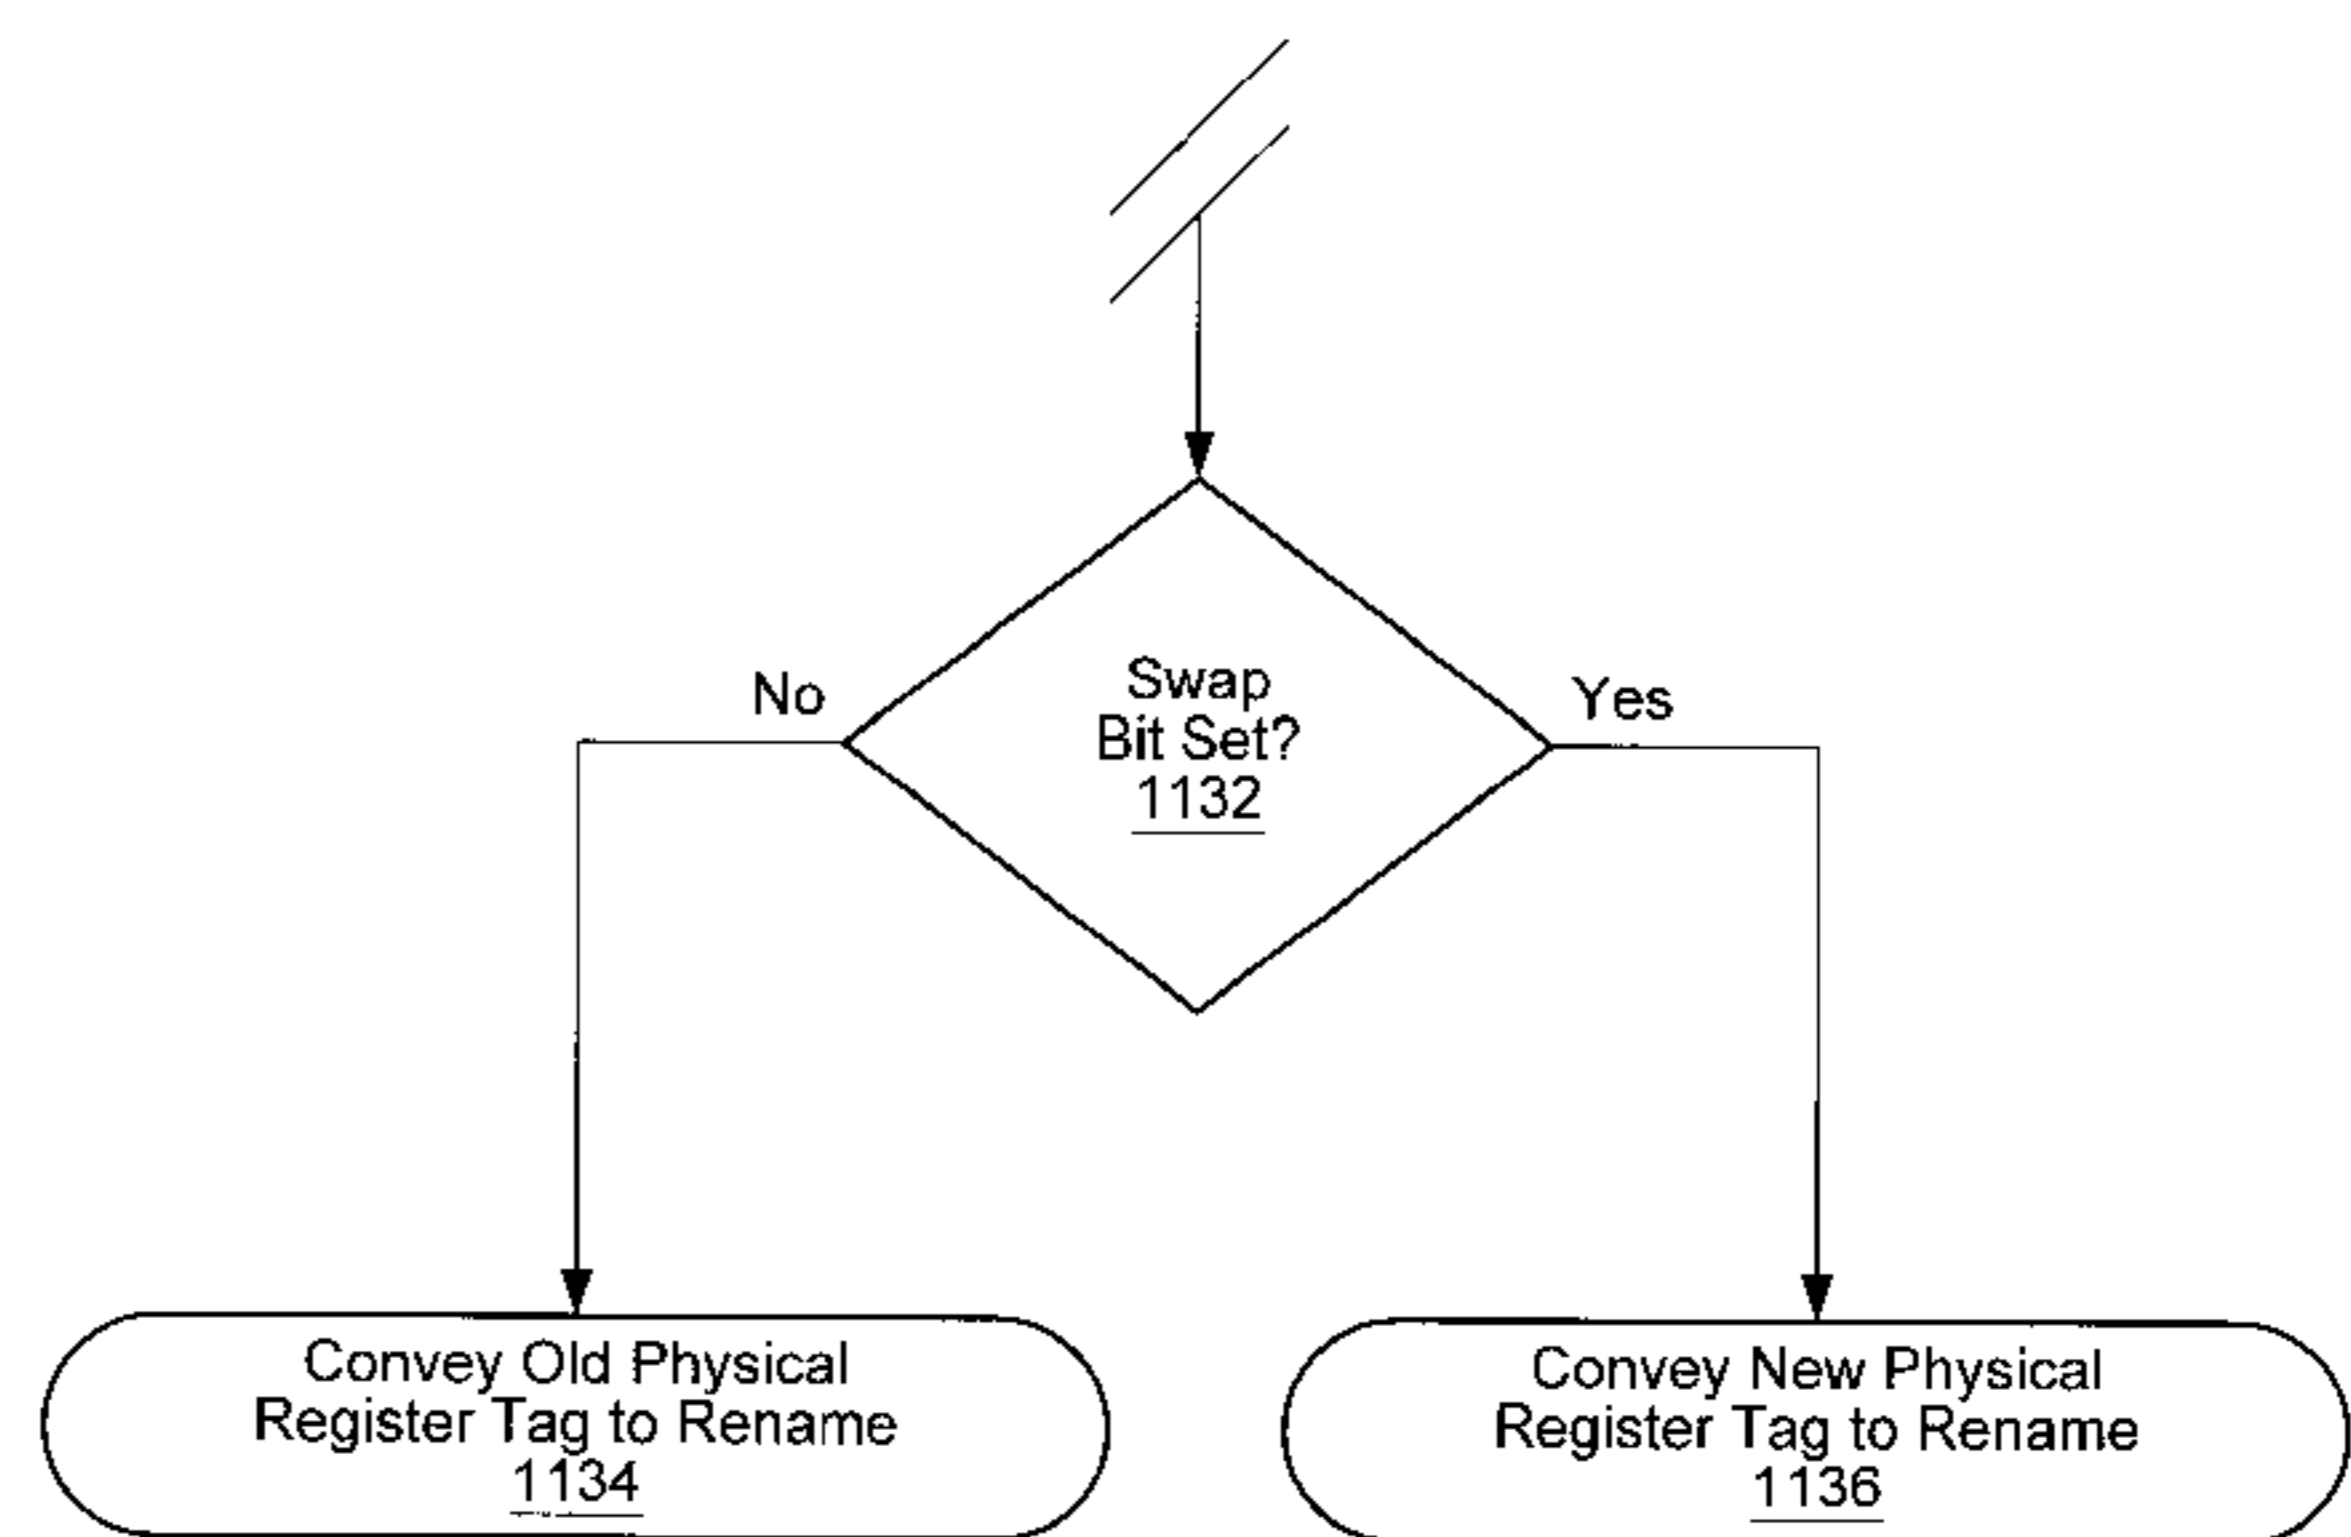 Swap
Bit Set?
1132
No
Yes
Convey Old Physical
Register Tag to Rename
1134
Convey New Physical
Register Tag to Rename
1136